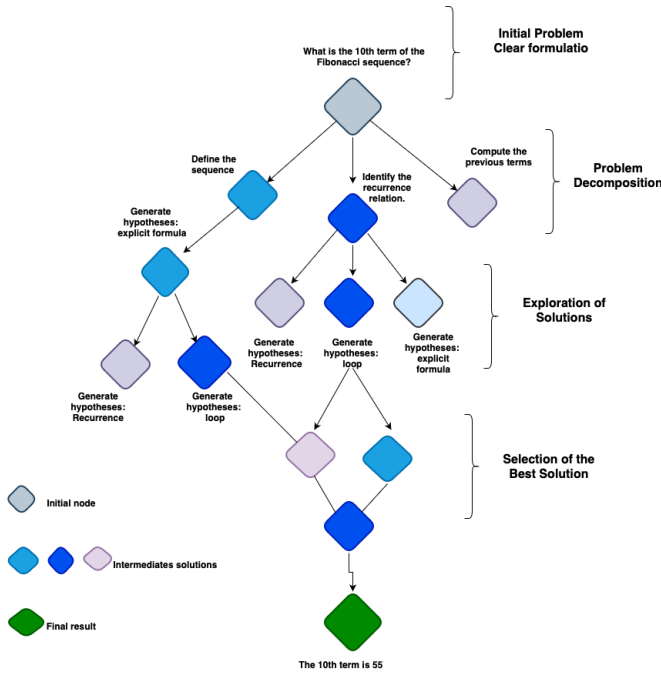 Initial Problem
Clear formulatio
What is the 10th term of the
Fibonacci sequence?
Compute the
previous terms
Define the
sequence
Identify the
recurrence
relation.
Problem
Decomposition
Generate
hypotheses:
explicit formula
Exploration of
Solutions
Generate
hypotheses:
Recurrence
Generate
hypotheses:
loop
Generate
hypotheses:
explicit
formula
Generate
hypotheses:
Recurrence
Generate
hypotheses:
loop
Selection of the
Best Solution
Initial node
Intermediates solutions
Final result
The 10th term is 55